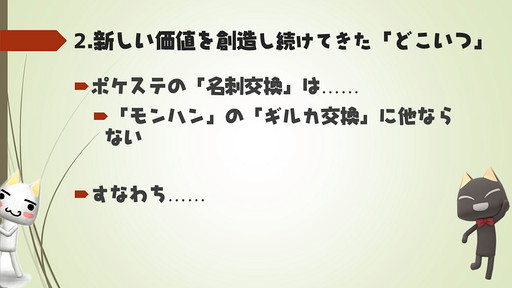 2.新しい価値を創造し続けてきた「どこいつ」
ポケステの「名刺交換」は……
「モンハン」の「ギルカ交換」に他なら
ない
すなわち……